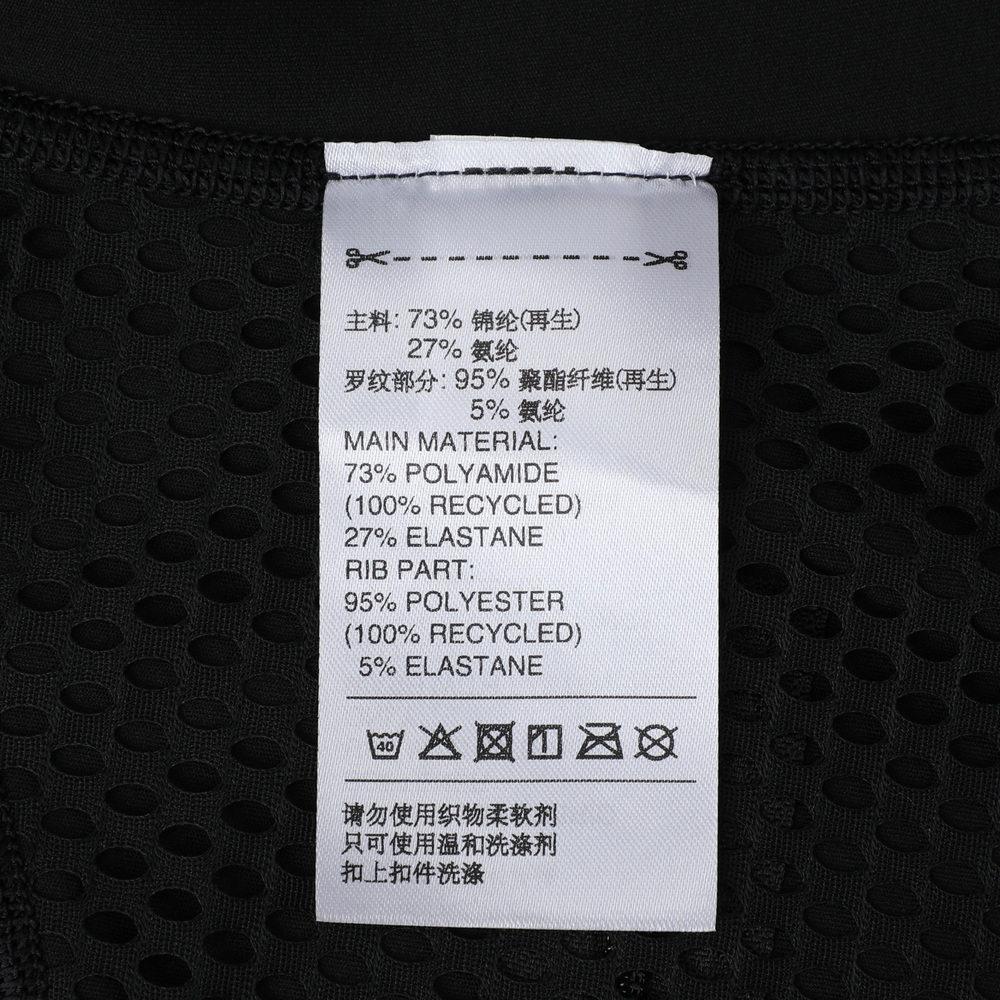 主料: 73% 锦纶(再生)
27% 氨纶
罗纹部分: 95% 聚酯纤维(再生)
5% 氨纶
MAIN MATERIAL:
73% POLYAMIDE
(100% RECYCLED)
27% ELASTANE
RIB PART:
95% POLYESTER
(100% RECYCLED)
5% ELASTANE
40
请勿使用织物柔软剂
只可使用温和洗涤剂
扣上扣件洗涤